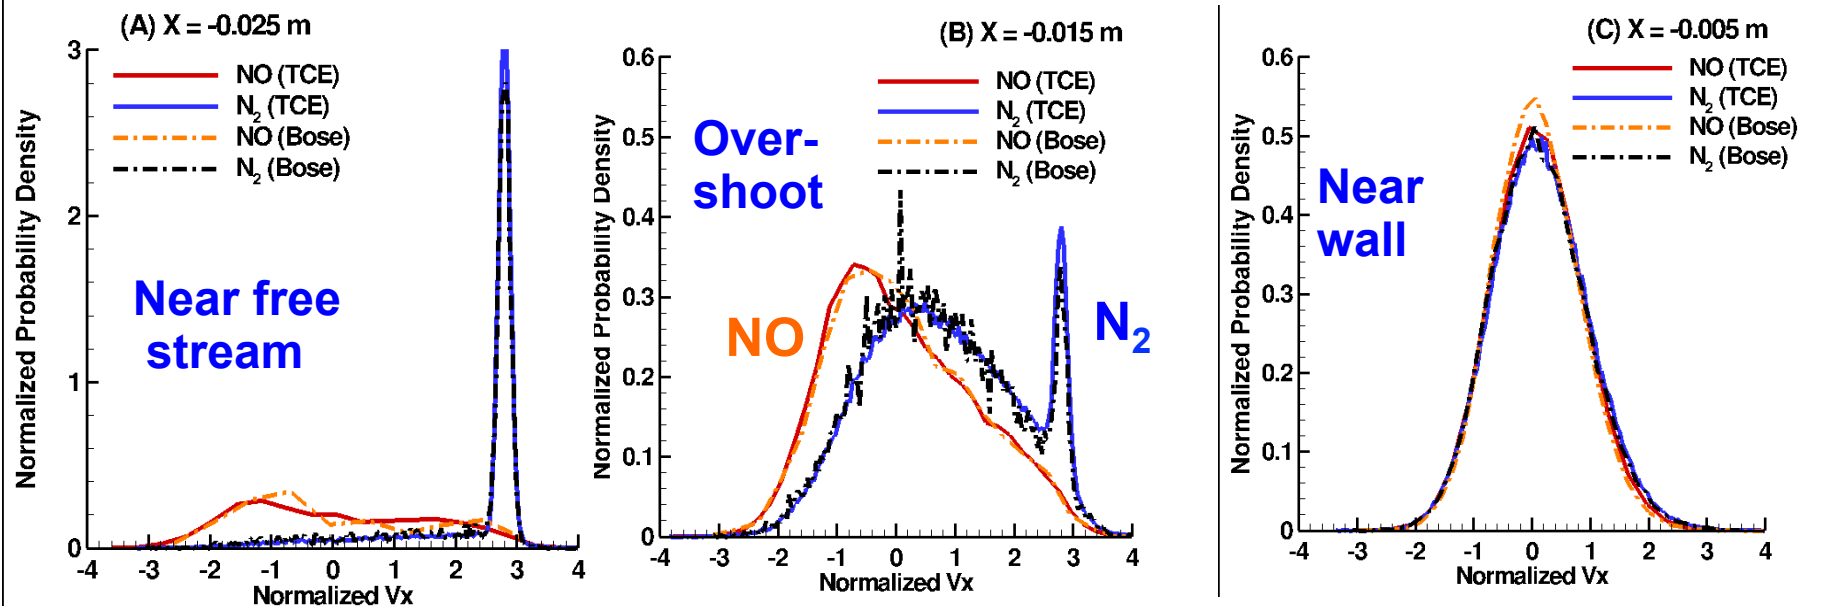 (A) X = -0.025 m
NO (TCE)
N2 (TCE)
NO (Bose)
N2 (Bose)
Near free
stream
Normalized Probability Density
3
2
1
0
-4 -3 -2 -1 0 1 2 3 4
Normalized Vx
(B) X = -0.015 m
NO (TCE)
N2 (TCE)
NO (Bose)
N2 (Bose)
Over-
shoot
NO
N2
Normalized Probability Density
0.6
0.5
0.4
0.3
0.2
0.1
0
-4 -3 -2 -1 0 1 2 3 4
Normalized Vx
(C) X = -0.005 m
NO (TCE)
N2 (TCE)
NO (Bose)
N2 (Bose)
Near
wall
Normalized Probability Density
0.6
0.5
0.4
0.3
0.2
0.1
0
-4 -3 -2 -1 0 1 2 3 4
Normalized Vx